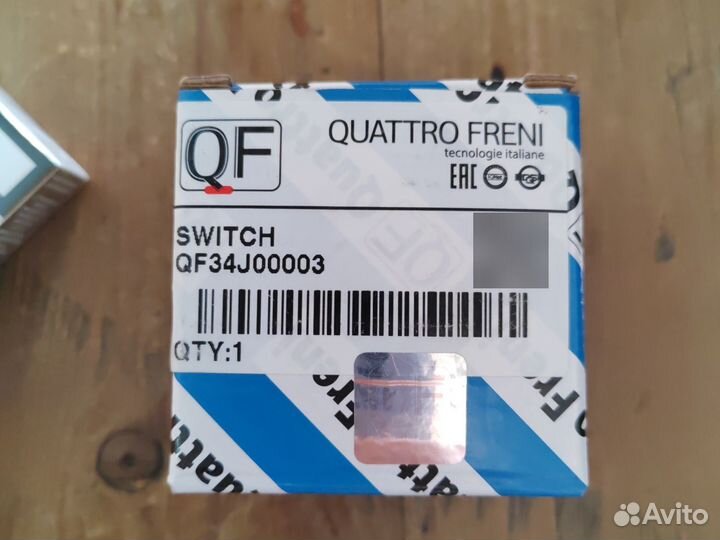 QF
QUATTRO FRENI
tecnologie italiane
EAC
SWITCH
QF34J00003
QTY:1
Avito